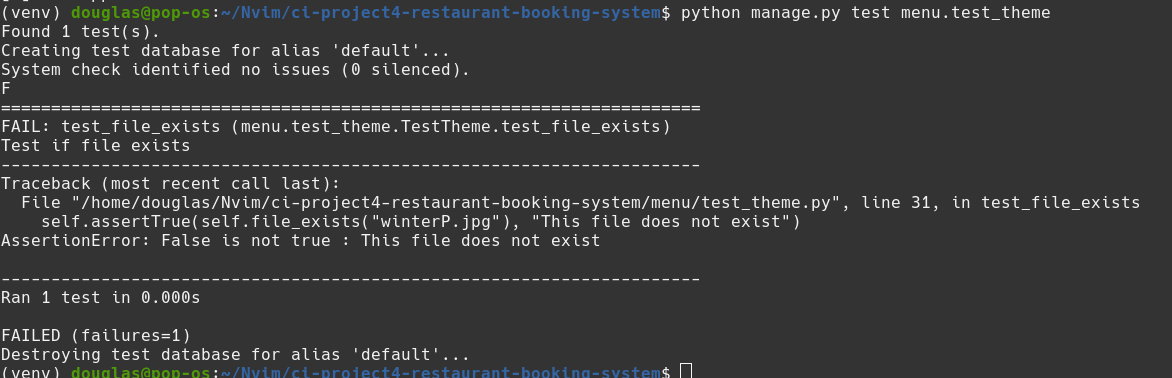 (venv) douglas@pop-os:~/Nvim/ci-project4-restaurant-booking-system$ python manage.py test menu.test_theme
Found 1 test(s).
Creating test database for alias 'default'...
System check identified no issues (0 silenced).
F
======================================================================
FAIL: test_file_exists (menu.test_theme.TestTheme.test_file_exists)
Test if file exists
----------------------------------------------------------------------
Traceback (most recent call last):
  File "/home/douglas/Nvim/ci-project4-restaurant-booking-system/menu/test_theme.py", line 31, in test_file_exists
    self.assertTrue(self.file_exists("winterP.jpg"), "This file does not exist")
AssertionError: False is not true : This file does not exist

----------------------------------------------------------------------
Ran 1 test in 0.000s

FAILED (failures=1)
Destroying test database for alias 'default'...
(venv) douglas@pop-os:~/Nvim/ci-project4-restaurant-booking-system$